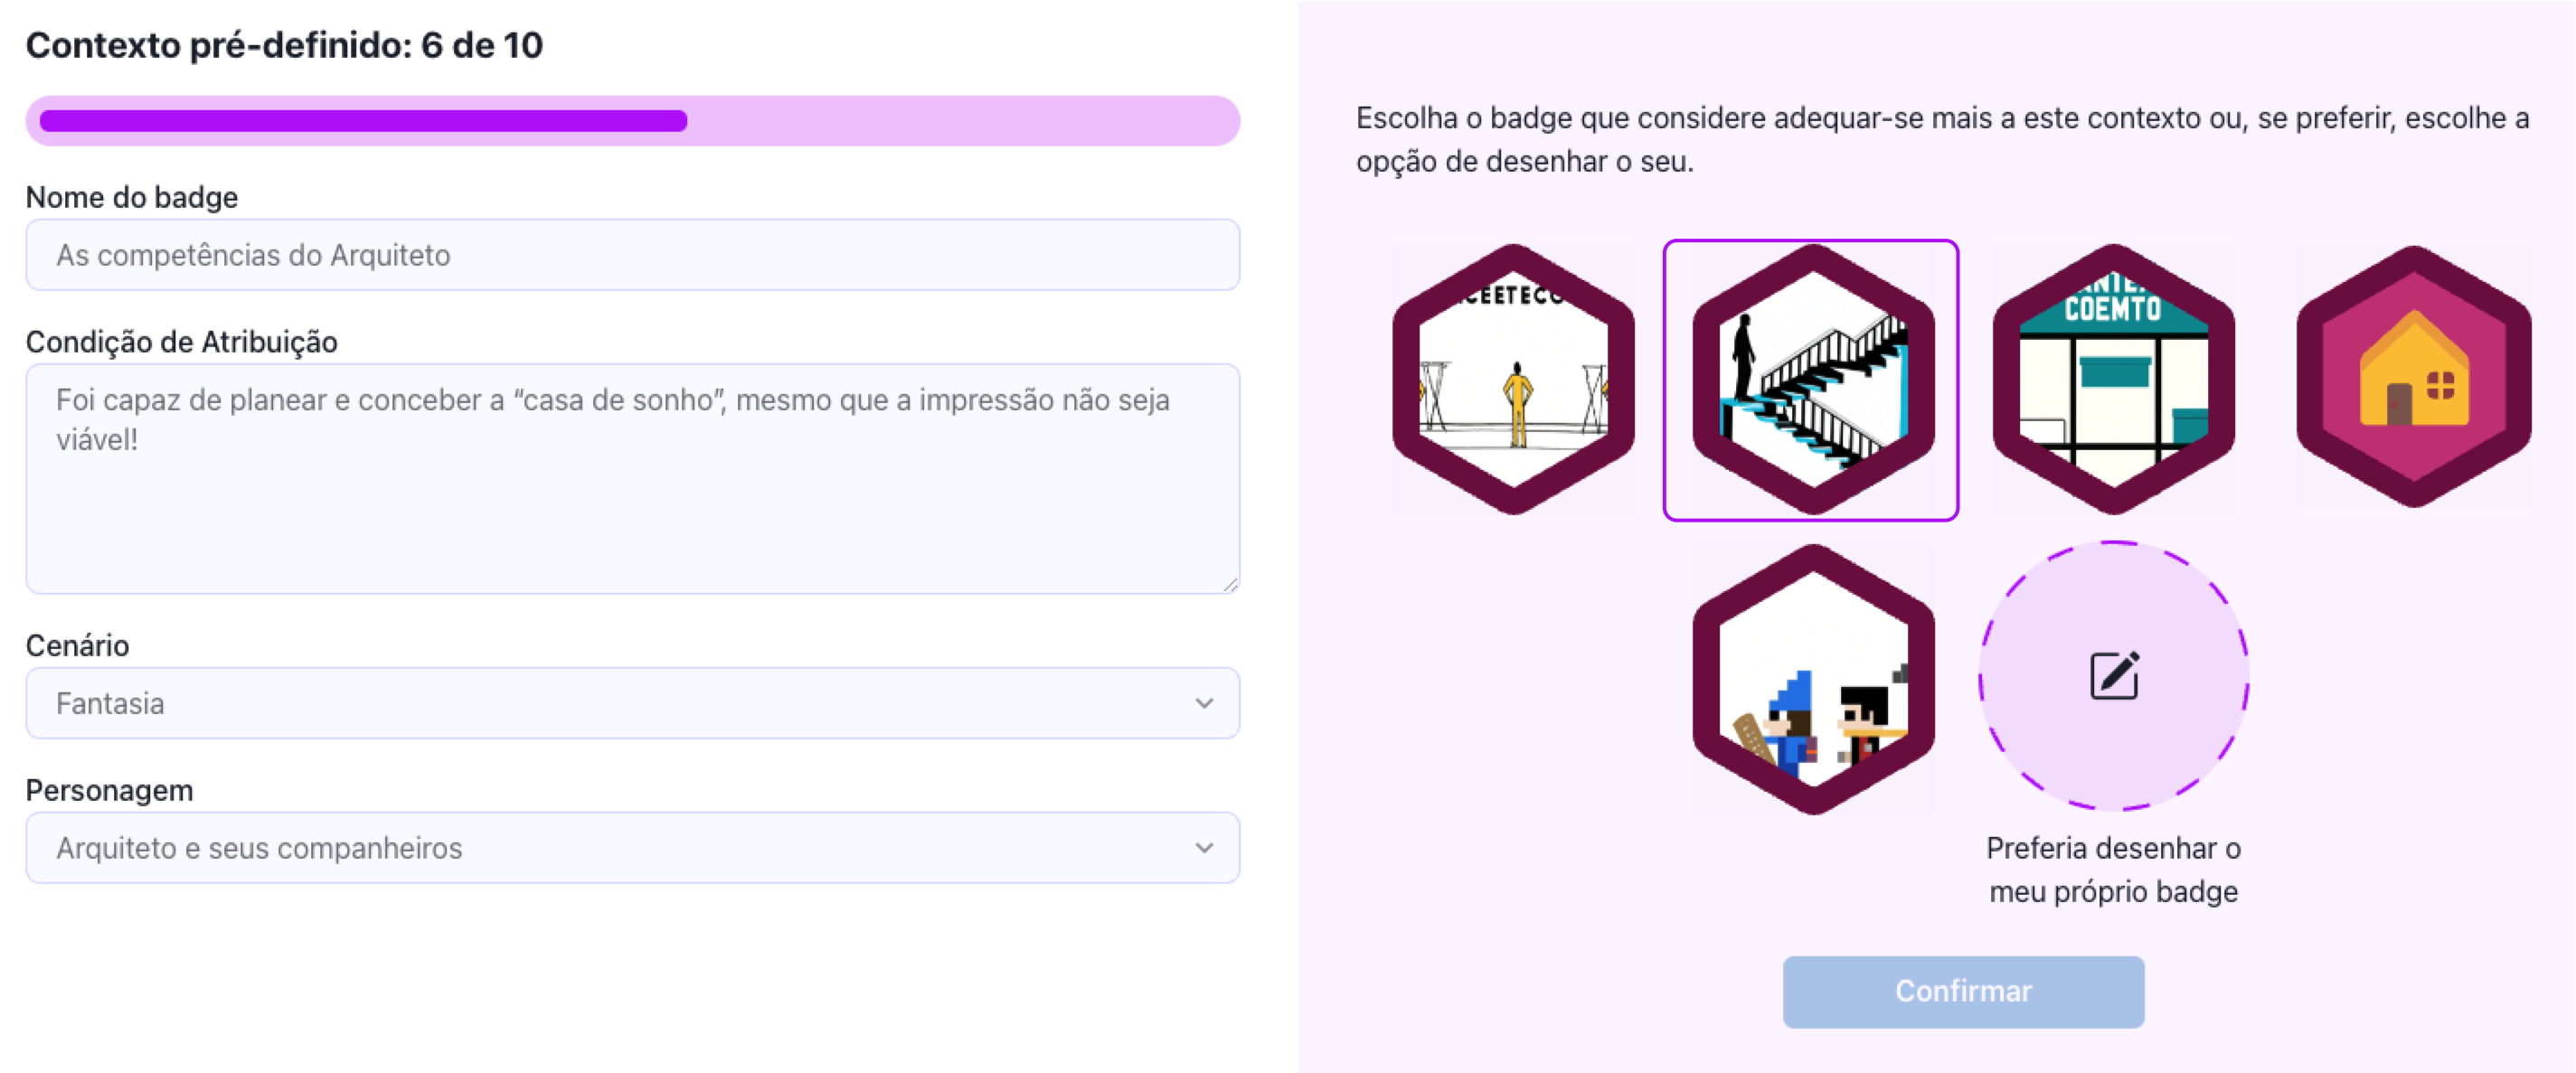 Contexto pré-definido: 6 de 10
Nome do badge
As competências do Arquiteto
Condição de Atribuição
Foi capaz de planear e conceber a “casa de sonho”, mesmo que a impressão não seja
viável!
Cenário
Fantasia
Personagem
Arquiteto e seus companheiros
Escolha o badge que considere adequar-se mais a este contexto ou, se preferir, escolhe a
opção de desenhar o seu.
COEMTO
Preferia desenhar o
meu próprio badge
Confirmar